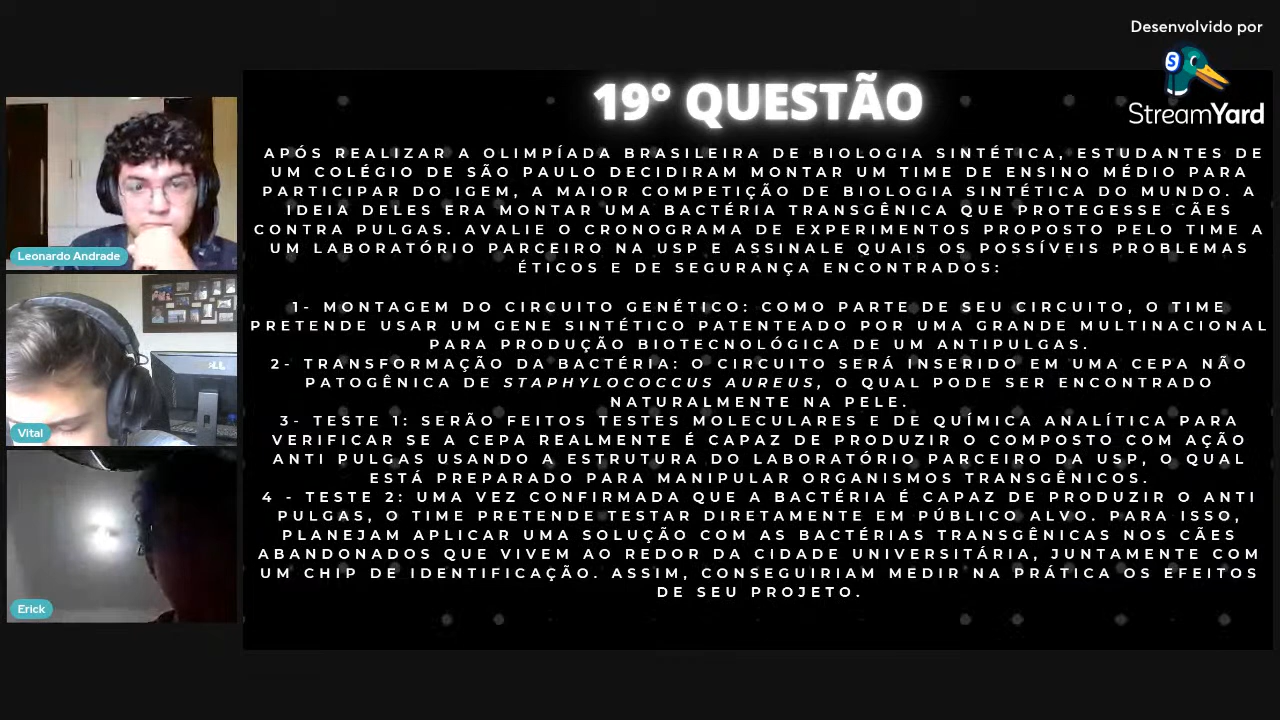 Desenvolvido por
StreamYard
19° QUESTÃO
APÓS REALIZAR A OLIMPÍADA BRASILEIRA DE BIOLOGIA SINTÉTICA, ESTUDANTES DE
UM COLÉGIO DE SÃO PAULO DECIDIRAM MONTAR UM TIME DE ENSINO MÉDIO PARA
PARTICIPAR DO IGEM, A MAIOR COMPETIÇÃO DE BIOLOGIA SINTÉTICA DO MUNDO. A
IDEIA DELES ERA MONTAR UMA BACTÉRIA TRANSGÊNICA QUE PROTEGESSE CÃES
CONTRA PULGAS. AVALIE O CRONOGRAMA DE EXPERIMENTOS PROPOSTO PELO TIME A
UM LABORATÓRIO PARCEIRO NA USP E ASSINALE QUAIS OS POSSÍVEIS PROBLEMAS
ÉTICOS E DE SEGURANÇA ENCONTRADOS:
1- MONTAGEM DO CIRCUITO GENÉTICO: COMO PARTE DE SEU CIRCUITO, O TIME
PRETENDE USAR UM GENE SINTÉTICO PATENTEADO POR UMA GRANDE MULTINACIONAL
PARA PRODUÇÃO BIOTECNOLÓGICA DE UM ANTIPULGAS.
2- TRANSFORMAÇÃO DA BACTÉRIA: O CIRCUITO SERÁ INSERIDO EM UMA CEPA NÃO
PATOGÊNICA DE STAPHYLOCOCCUS AUREUS, O QUAL PODE SER ENCONTRADO
NATURALMENTE NA PELE.
3- TESTE 1: SERÃO FEITOS TESTES MOLECULARES E DE QUÍMICA ANALÍTICA PARA
VERIFICAR SE A CEPA REALMENTE É CAPAZ DE PRODUZIR O COMPOSTO COM AÇÃO
ANTI PULGAS USANDO A ESTRUTURA DO LABORATÓRIO PARCEIRO DA USP, O QUAL
ESTÁ PREPARADO PARA MANIPULAR ORGANISMOS TRANSGÊNICOS.
4 - TESTE 2: UMA VEZ CONFIRMADA QUE A BACTÉRIA É CAPAZ DE PRODUZIR O ANTI
PULGAS, O TIME PRETENDE TESTAR DIRETAMENTE EM PÚBLICO ALVO. PARA ISSO,
PLANEJAM APLICAR UMA SOLUÇÃO COM AS BACTÉRIAS TRANSGÊNICAS NOS CÃES
ABANDONADOS QUE VIVEM AO REDOR DA CIDADE UNIVERSITÁRIA, JUNTAMENTE COM
UM CHIP DE IDENTIFICAÇÃO. ASSIM, CONSEGUIRIAM MEDIR NA PRÁTICA OS EFEITOS
DE SEU PROJETO.
Leonardo Andrade
Vital
Erick